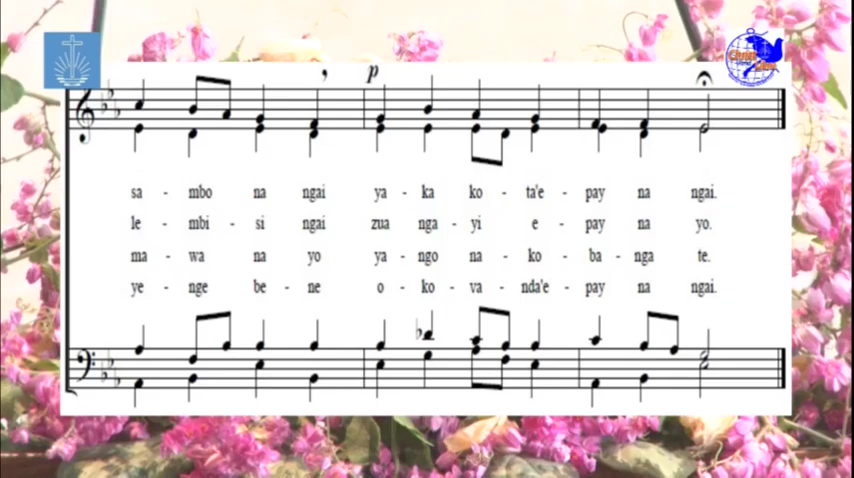 Christ
Live
p
sa - mbo na ngai ya - ka ko - ta'e - pay na ngai.
le - mbi - si ngai zua nga - yi e - pay na yo.
ma - wa na yo ya - ngo na - ko - ba - nga te.
ye - nge be - ne o - ko - va - nda'e - pay na ngai.